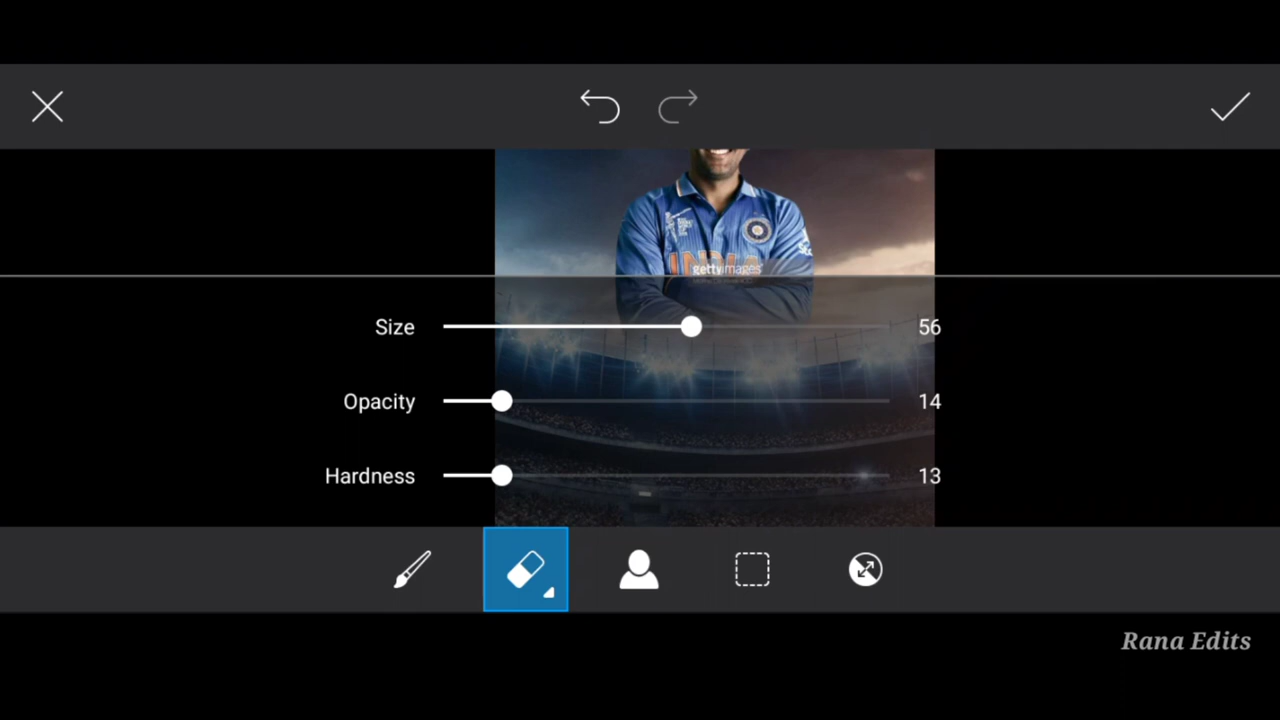 INDIA
gettyimages
Size 56
Opacity 14
Hardness 13
Rana Edits